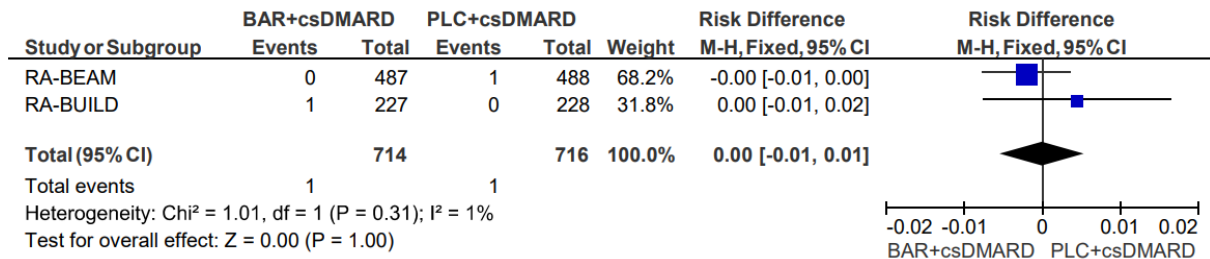 BAR+csDMARD PLC+csDMARD Risk Difference Risk Difference
Study or Subgroup Events Total Events Total Weight M-H, Fixed, 95% CI M-H, Fixed, 95% CI
RA-BEAM 0 487 1 488 68.2% -0.00 [-0.01, 0.00]
RA-BUILD 1 227 0 228 31.8% 0.00 [-0.01, 0.02]
Total (95% CI) 714 716 100.0% 0.00 [-0.01, 0.01]
Total events 1 1
Heterogeneity: Chi² = 1.01, df = 1 (P = 0.31); I² = 1%
Test for overall effect: Z = 0.00 (P = 1.00)
-0.02 -0.01 0 0.01 0.02
BAR+csDMARD PLC+csDMARD